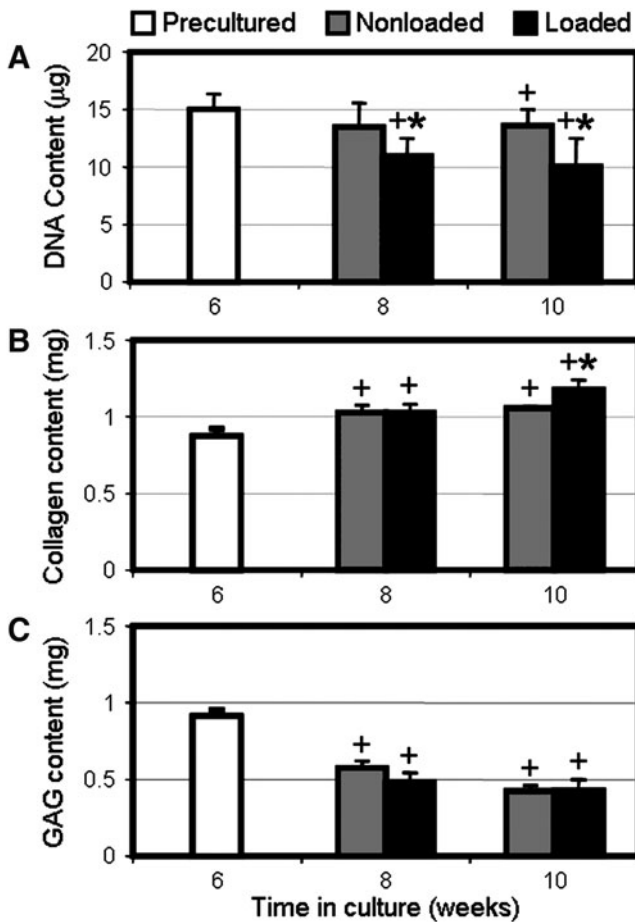 Precultured Nonloaded Loaded
A
DNA Content (µg)
20
15
10
5
0
+*
+
+*
6 8 10
B
Collagen content (mg)
1.5
1
0.5
0
+ + + +*
6 8 10
C
GAG content (mg)
1.5
1
0.5
0
+ + + +
6 8 10
Time in culture (weeks)